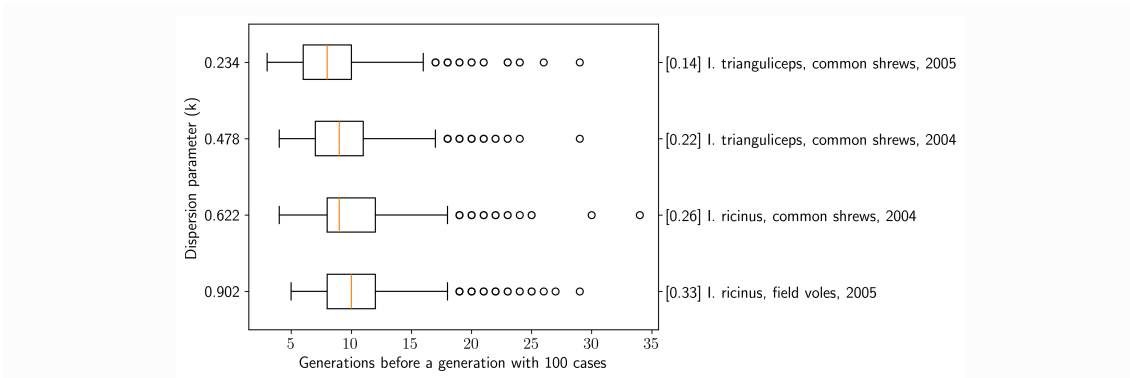 Dispersion parameter (k)
0.234
[0.14] I. trianguliceps, common shrews, 2005
0.478
[0.22] I. trianguliceps, common shrews, 2004
0.622
[0.26] I. ricinus, common shrews, 2004
0.902
[0.33] I. ricinus, field voles, 2005
5 10 15 20 25 30 35
Generations before a generation with 100 cases